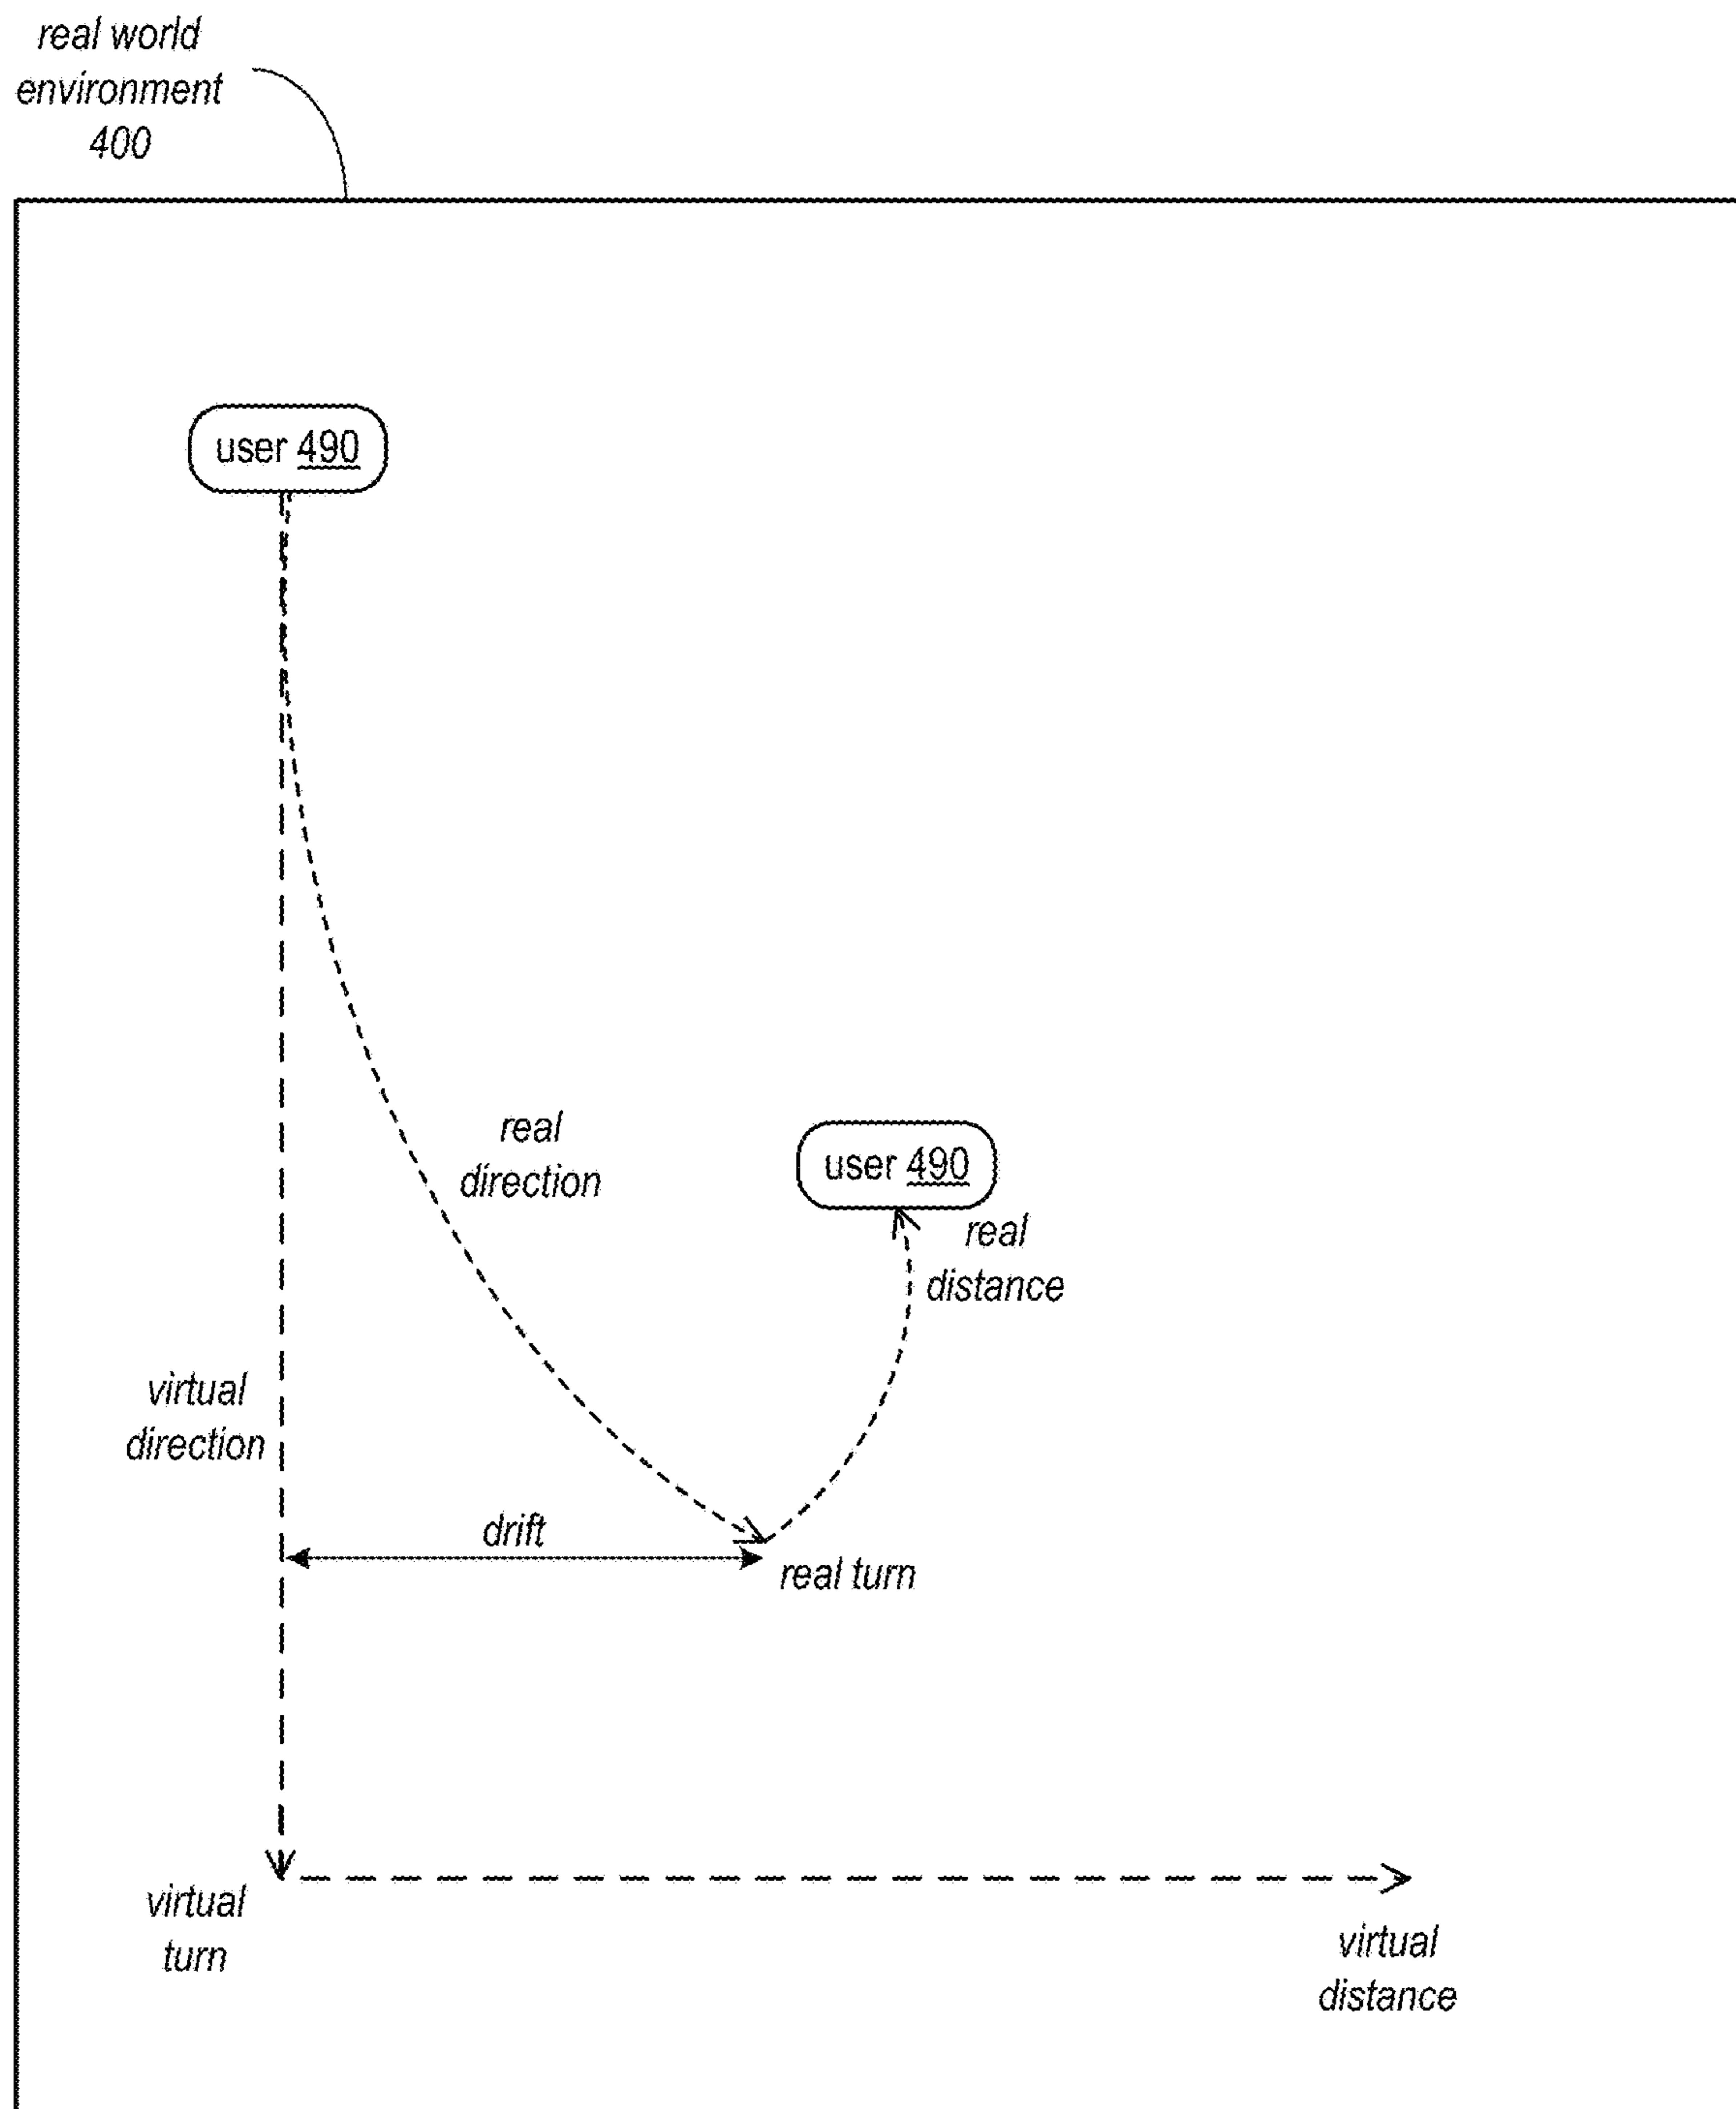 real world
environment
400
user 490
real
direction
user 490
real
distance
virtual
direction
drift
real turn
virtual
turn
virtual
distance